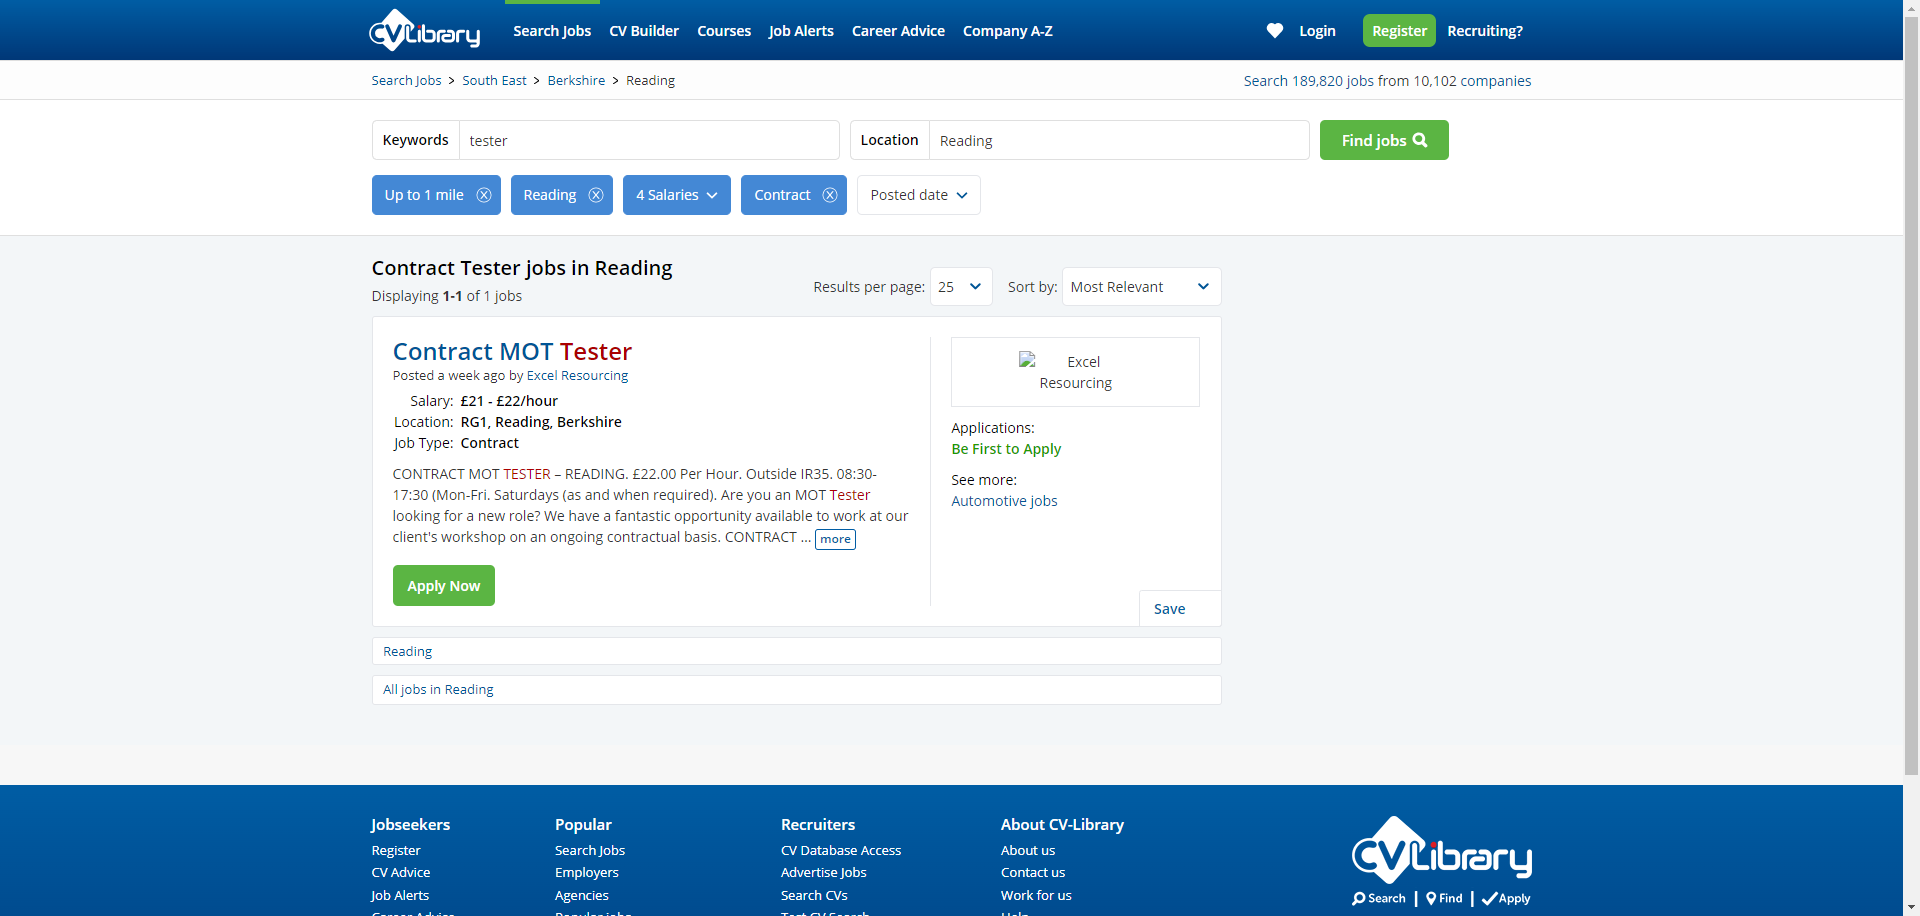 CVLibrary
Search Jobs CV Builder Courses Job Alerts Career Advice Company A-Z Login Register Recruiting?
Search Jobs > South East > Berkshire > Reading
Search 189,820 jobs from 10,102 companies
Keywords tester
Location Reading
Find jobs
Up to 1 mile Reading 4 Salaries Contract Posted date
Contract Tester jobs in Reading
Displaying 1-1 of 1 jobs
Results per page: 25 Sort by: Most Relevant
Contract MOT Tester
Posted a week ago by Excel Resourcing
Salary: £21 - £22/hour
Location: RG1, Reading, Berkshire
Job Type: Contract
CONTRACT MOT TESTER – READING. £22.00 Per Hour. Outside IR35. 08:30-
17:30 (Mon-Fri. Saturdays (as and when required). Are you an MOT Tester
looking for a new role? We have a fantastic opportunity available to work at our
client's workshop on an ongoing contractual basis. CONTRACT ... more
Apply Now
Excel
Resourcing
Applications:
Be First to Apply
See more:
Automotive jobs
Save
Reading
All jobs in Reading
Jobseekers
Register
CV Advice
Job Alerts
Career Advice
Popular
Search Jobs
Employers
Agencies
Popular jobs
Recruiters
CV Database Access
Advertise Jobs
Search CVs
Test CV Search
About CV-Library
About us
Contact us
Work for us
Help
CVLibrary
Search | Find | Apply